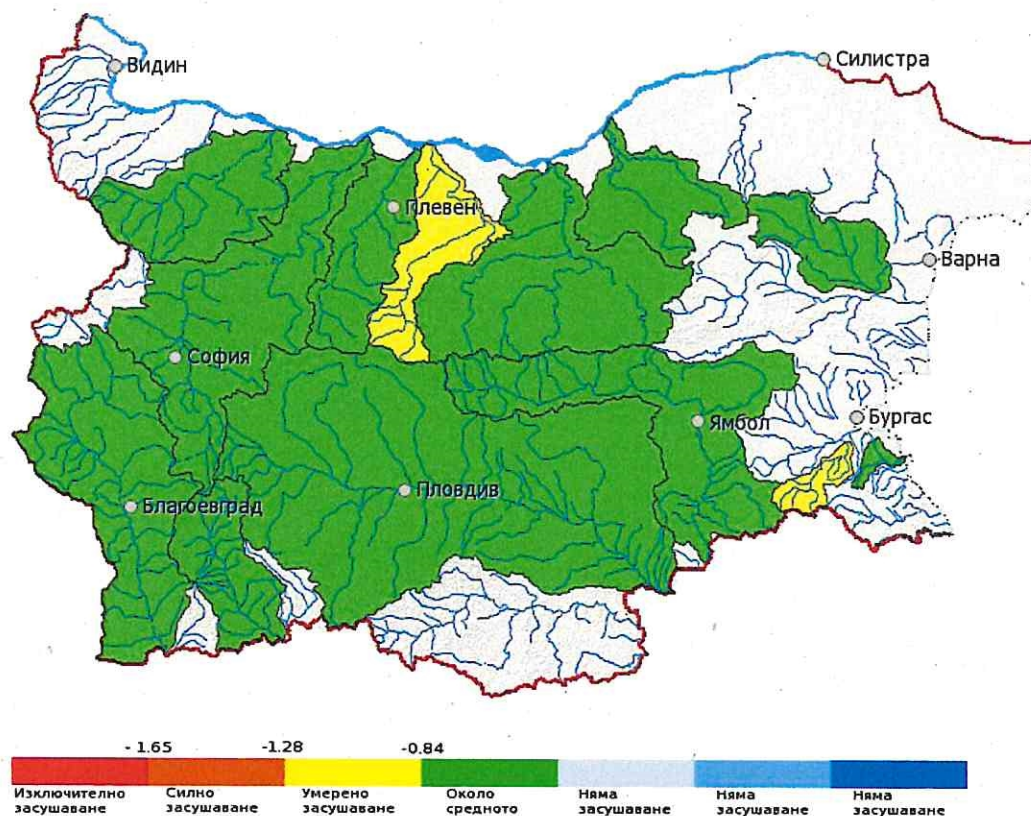 Видин
Силистра
Плевен
Варна
София
Ямбол
Бургас
Пловдив
Благоевград
- 1.65 -1.28 -0.84
Изключително Силно Умерено Около Няма Няма Няма
засушаване засушаване засушаване средното засушаване засушаване засушаване